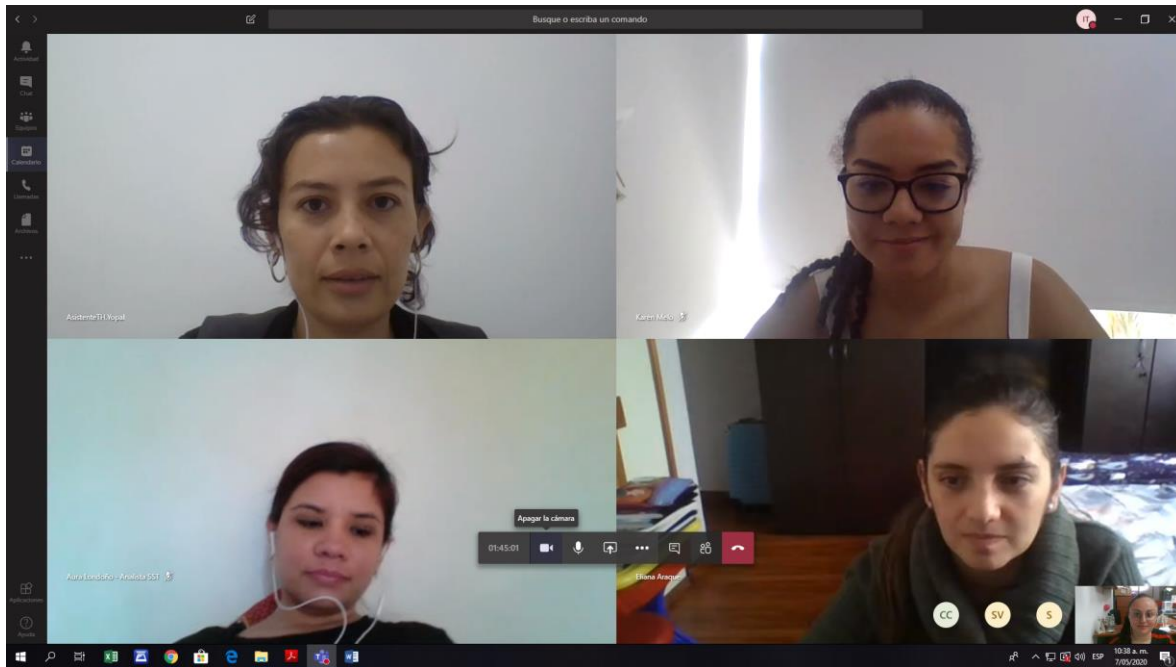 Busque o escriba un comando
IT
Actividad
Chat
Equipos
Calendario
Llamadas
Archivos
AsistenteTH.Yopal
Karen Melo
Apagar la cámara
01:45:01
Aura Londoño - Analista SST
Eliana Araque
CC
SV
S
Aplicaciones
Ayuda
ESP
10:38 a. m.
7/05/2020